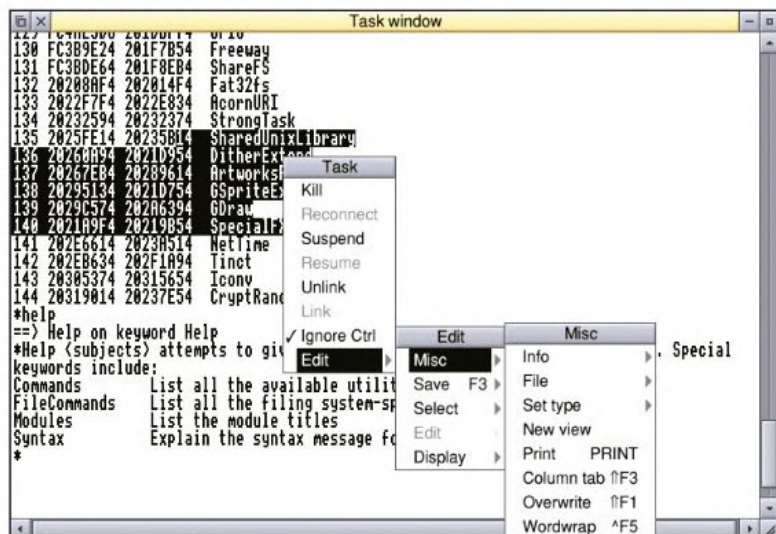 Task window
130 FC3B9E24 201F7B54 Freeway
131 FC3BDE64 201F8EB4 ShareFS
132 20208AF4 202014F4 Fat32fs
133 2022F7F4 2022E834 AcornURI
134 20232594 20232374 StrongTask
135 2025FE14 20235B14 SharedUnixLibrary
136 20260A94 2021D954 DitherExtend
137 20267EB4 20289614
138 20295134 2021D754
139 2029C574 202A6394 GDraw
140 2021A9F4 20219B54
141 202E6614 2023A514 NetTime
142 202EB634 202F1A94 Tinct
143 20305374 20315654 Iconv
144 20319014 20237E54
*help
==> Help on keyword Help
*Help <subjects> attempts to . Special
keywords include:
Commands List all the available
FileCommands List all the filing
Modules List the module titles
Syntax Explain the syntax message
*
Task
Kill
Reconnect
Suspend
Resume
Unlink
Link
✓ Ignore Ctrl
Edit
Edit
Misc
Save F3
Select
Edit
Display
Misc
Info
File
Set type
New view
Print PRINT
Column tab ⇑F3
Overwrite ⇑F1
Wordwrap ^F5